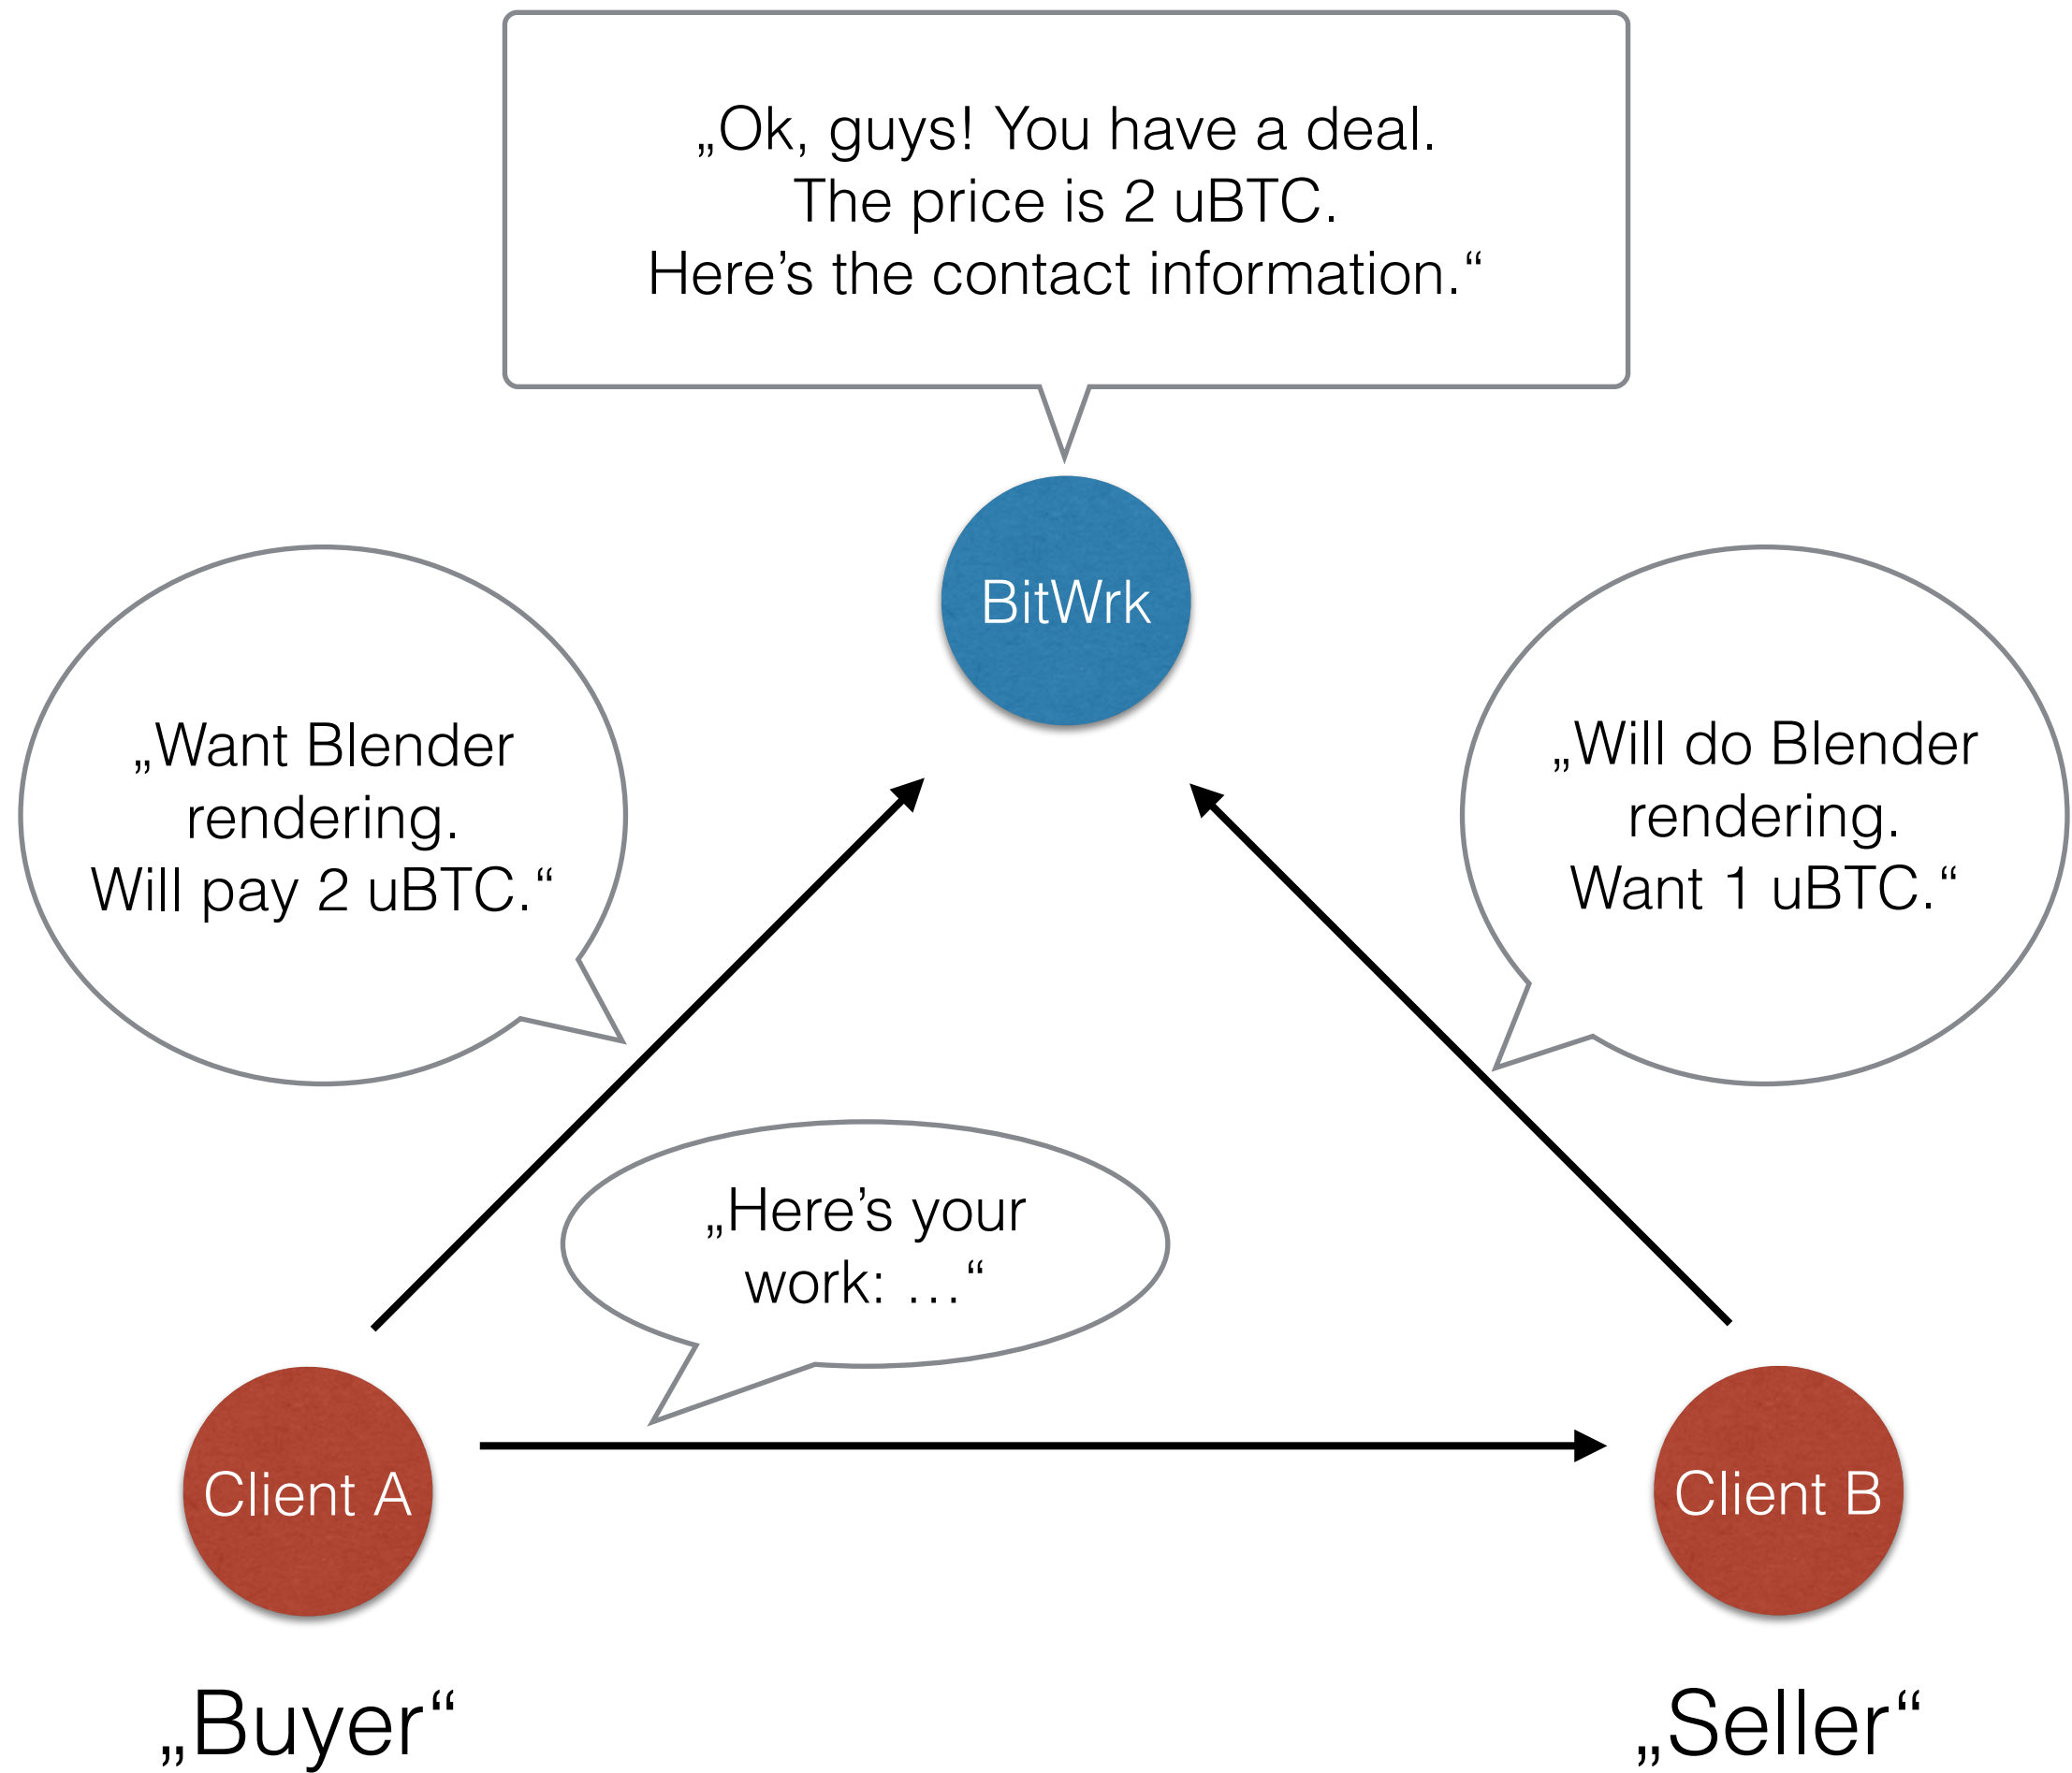 „Ok, guys! You have a deal.
The price is 2 uBTC.
Here’s the contact information.“
BitWrk
„Want Blender
rendering.
Will pay 2 uBTC.“
„Will do Blender
rendering.
Want 1 uBTC.“
„Here’s your
work: …“
Client A
Client B
„Buyer“
„Seller“